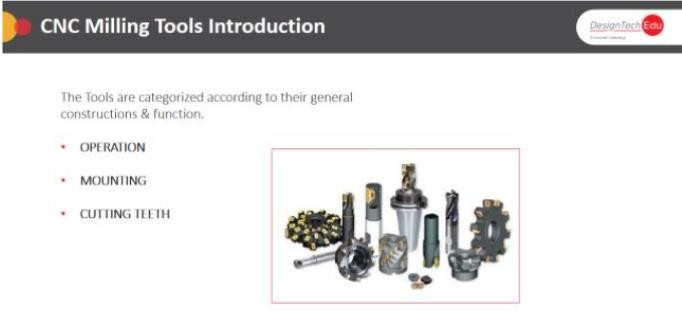 CNC Milling Tools Introduction
DesignTech Edu
The Tools are categorized according to their general
constructions & function.
• OPERATION
• MOUNTING
• CUTTING TEETH